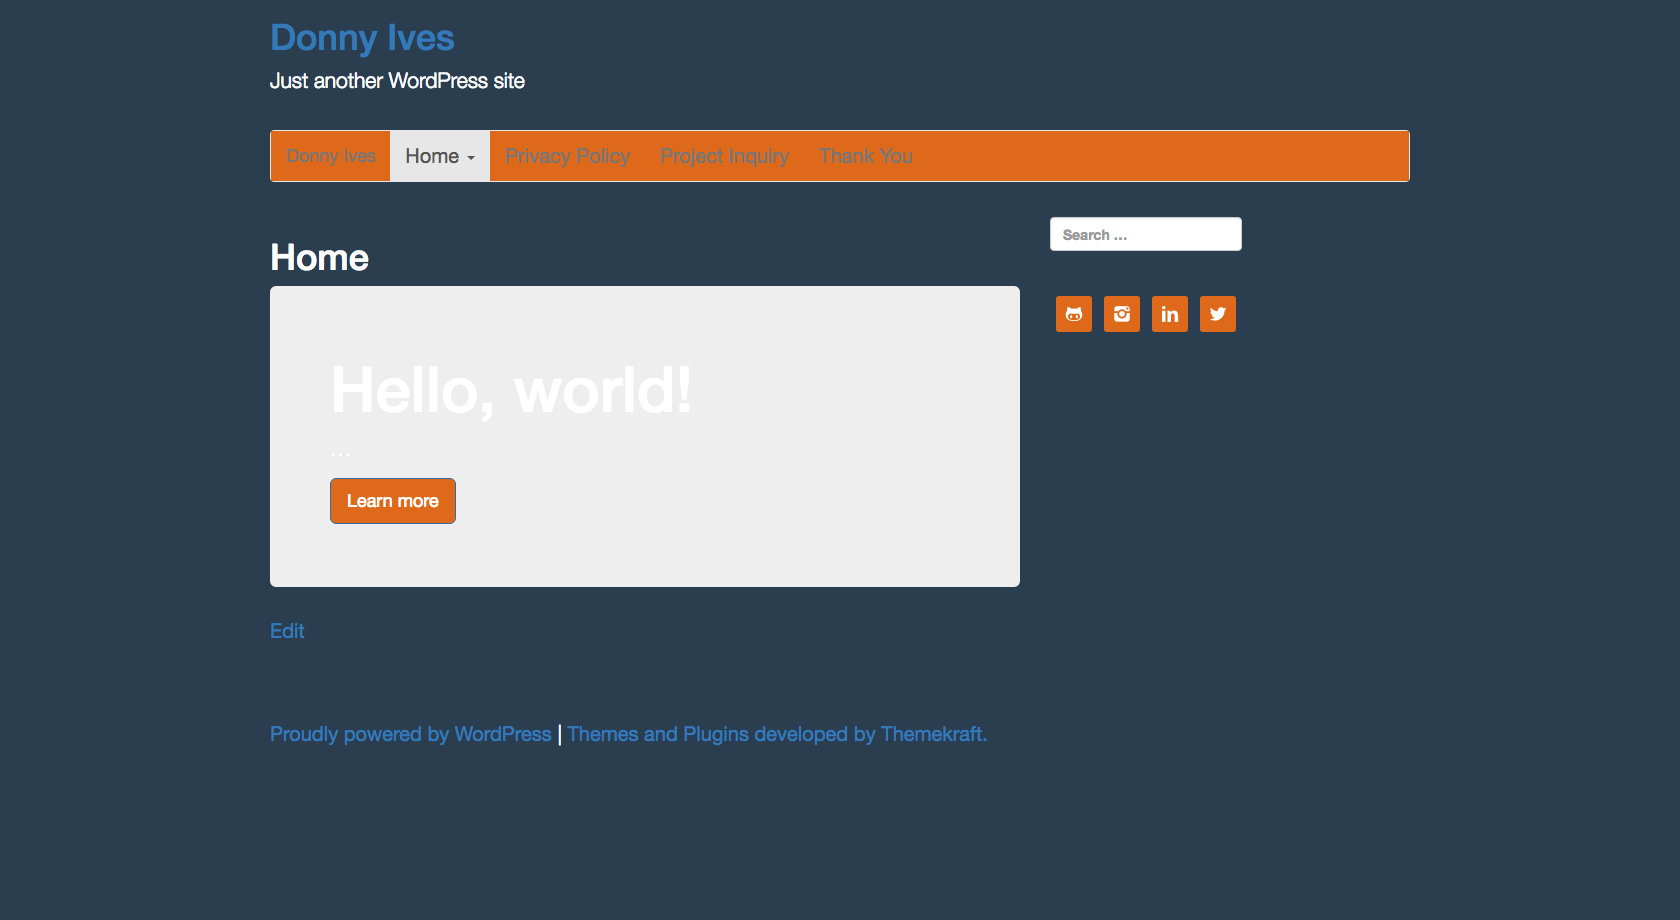 Donny Ives
Just another WordPress site
Donny Ives Home Privacy Policy Project Inquiry Thank You
Search ...
Home
Hello, world!
...
Learn more
Edit
Proudly powered by WordPress | Themes and Plugins developed by Themekraft.